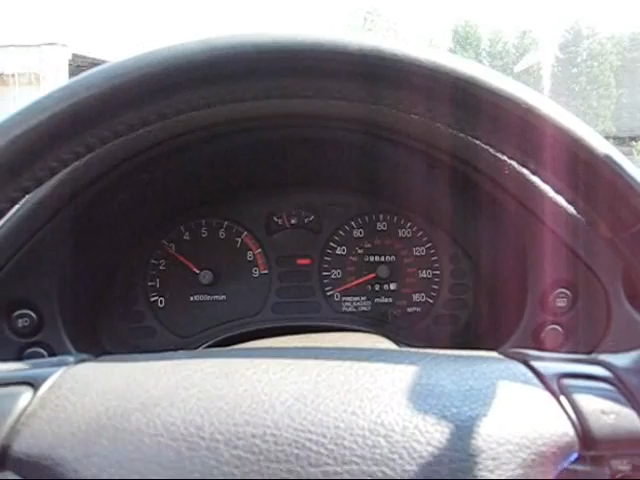 0 1 2 3 4 5 6 7 8 9
x1000r/min
0 20 40 60 80 100 120 140 160
PREMIUM
UNLEADED
FUEL ONLY
miles
MPH